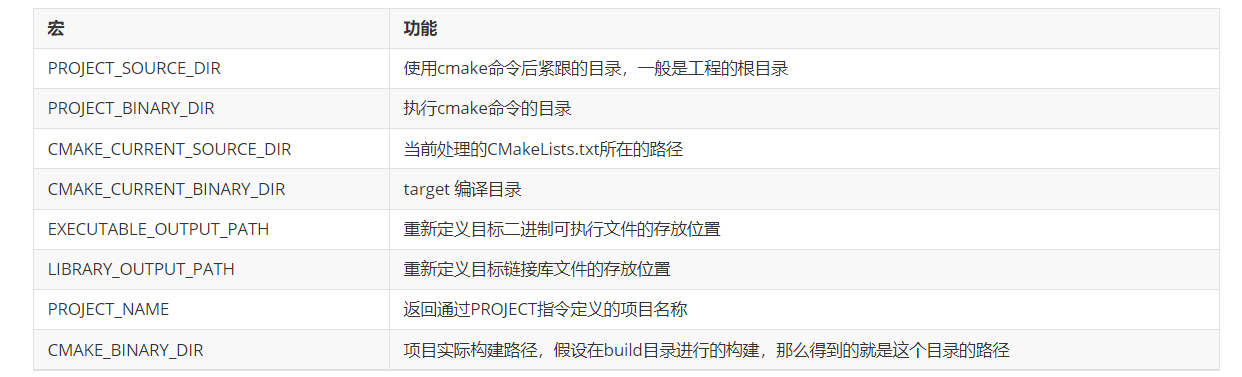 宏 功能
PROJECT_SOURCE_DIR 使用cmake命令后紧跟的目录，一般是工程的根目录
PROJECT_BINARY_DIR 执行cmake命令的目录
CMAKE_CURRENT_SOURCE_DIR 当前处理的CMakeLists.txt所在的路径
CMAKE_CURRENT_BINARY_DIR target 编译目录
EXECUTABLE_OUTPUT_PATH 重新定义目标二进制可执行文件的存放位置
LIBRARY_OUTPUT_PATH 重新定义目标链接库文件的存放位置
PROJECT_NAME 返回通过PROJECT指令定义的项目名称
CMAKE_BINARY_DIR 项目实际构建路径，假设在build目录进行的构建，那么得到的就是这个目录的路径